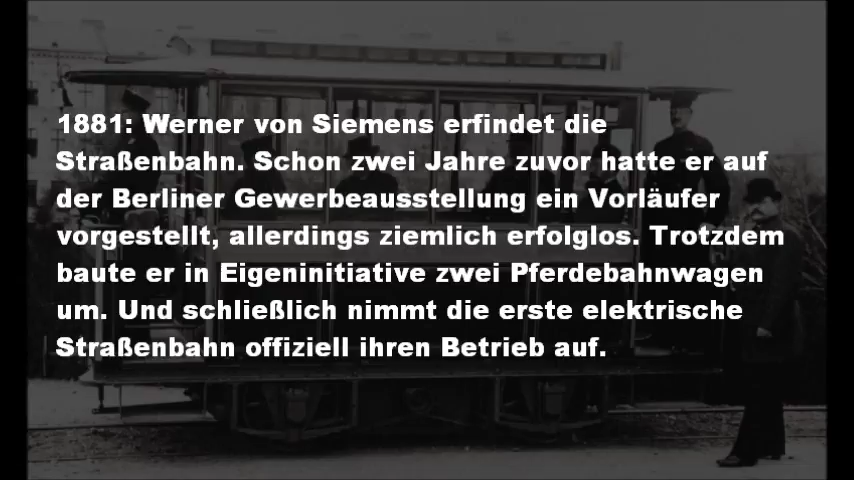 1881: Werner von Siemens erfindet die
Straßenbahn. Schon zwei Jahre zuvor hatte er auf
der Berliner Gewerbeausstellung ein Vorläufer
vorgestellt, allerdings ziemlich erfolglos. Trotzdem
baute er in Eigeninitiative zwei Pferdebahnwagen
um. Und schließlich nimmt die erste elektrische
Straßenbahn offiziell ihren Betrieb auf.